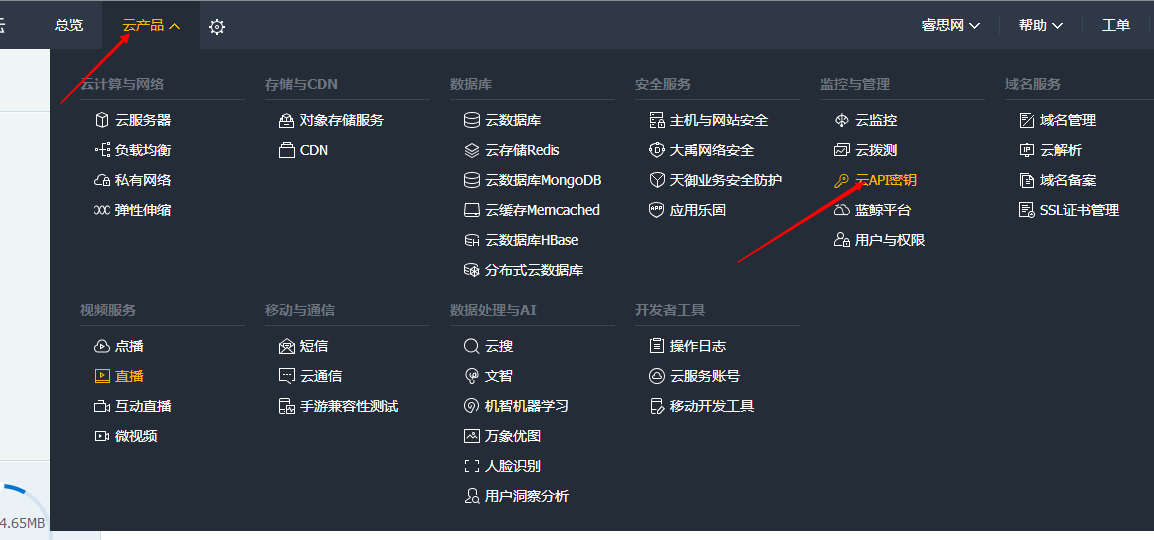 云
总览
云产品
睿思网
帮助
工单
云计算与网络
云服务器
负载均衡
私有网络
弹性伸缩
存储与CDN
对象存储服务
CDN
数据库
云数据库
云存储Redis
云数据库MongoDB
云缓存Memcached
云数据库HBase
分布式云数据库
安全服务
主机与网站安全
大禹网络安全
天御业务安全防护
应用乐固
监控与管理
云监控
云拨测
云API密钥
蓝鲸平台
用户与权限
域名服务
域名管理
云解析
域名备案
SSL证书管理
视频服务
点播
直播
互动直播
微视频
移动与通信
短信
云通信
手游兼容性测试
数据处理与AI
云搜
文智
机智机器学习
万象优图
人脸识别
用户洞察分析
开发者工具
操作日志
云服务账号
移动开发工具
4.65MB